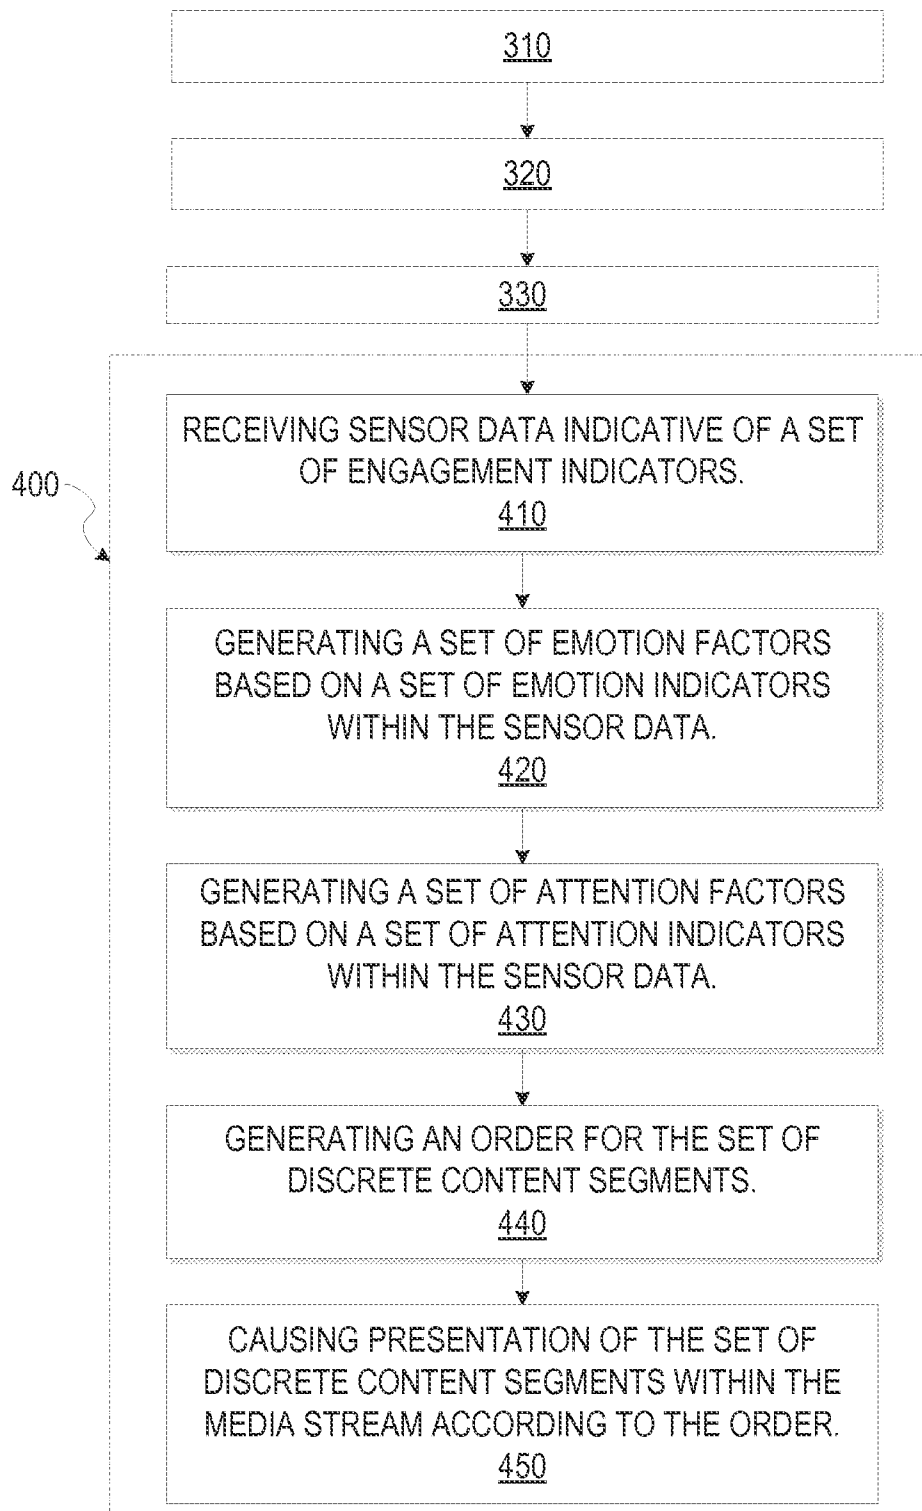 310
320
330
400
RECEIVING SENSOR DATA INDICATIVE OF A SET
OF ENGAGEMENT INDICATORS.
410
GENERATING A SET OF EMOTION FACTORS
BASED ON A SET OF EMOTION INDICATORS
WITHIN THE SENSOR DATA.
420
GENERATING A SET OF ATTENTION FACTORS
BASED ON A SET OF ATTENTION INDICATORS
WITHIN THE SENSOR DATA.
430
GENERATING AN ORDER FOR THE SET OF
DISCRETE CONTENT SEGMENTS.
440
CAUSING PRESENTATION OF THE SET OF
DISCRETE CONTENT SEGMENTS WITHIN THE
MEDIA STREAM ACCORDING TO THE ORDER.
450